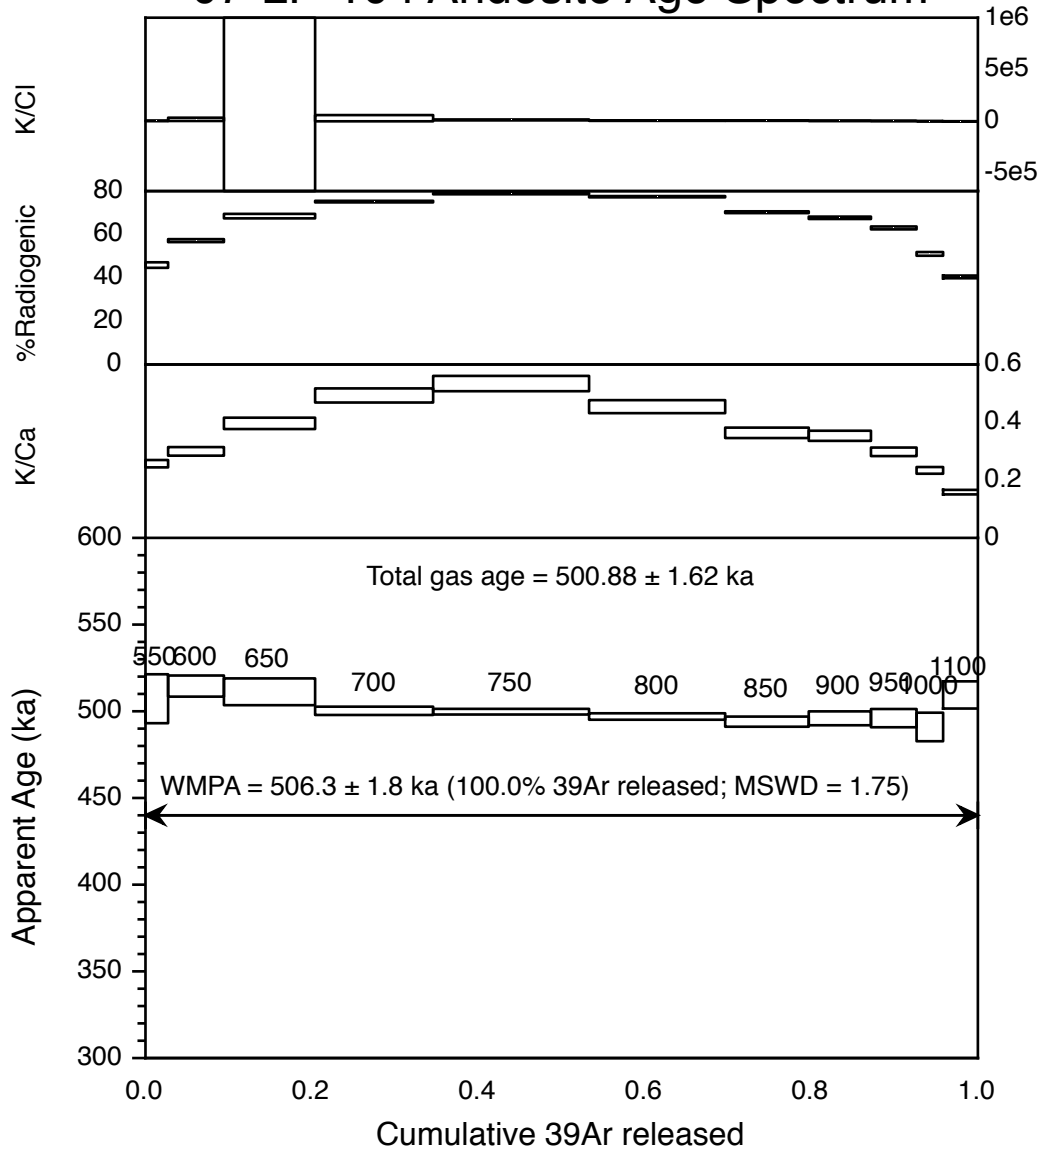 Andesite Age Spectrum
1e6
5e5
0
-5e5
K/Cl
80
60
40
20
0
%Radiogenic
0.6
0.4
0.2
0
K/Ca
600
550
500
450
400
350
300
Apparent Age (ka)
Total gas age = 500.88 ± 1.62 ka
550 600 650 700 750 800 850 900 950 1000 1100
WMPA = 506.3 ± 1.8 ka (100.0% 39Ar released; MSWD = 1.75)
0.0 0.2 0.4 0.6 0.8 1.0
Cumulative 39Ar released